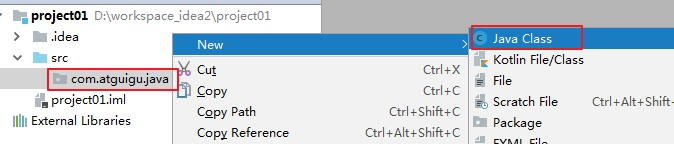 project01 D:\workspace_idea2\project01
.idea
src
com.atguigu.java
project01.iml
External Libraries
New
Cut Ctrl+X
Copy Ctrl+C
Copy Path Ctrl+Shift+C
Copy Reference Ctrl+Alt+Shift+C
Java Class
Kotlin File/Class
File
Scratch File Ctrl+Alt+Shift+
Package
FXML File